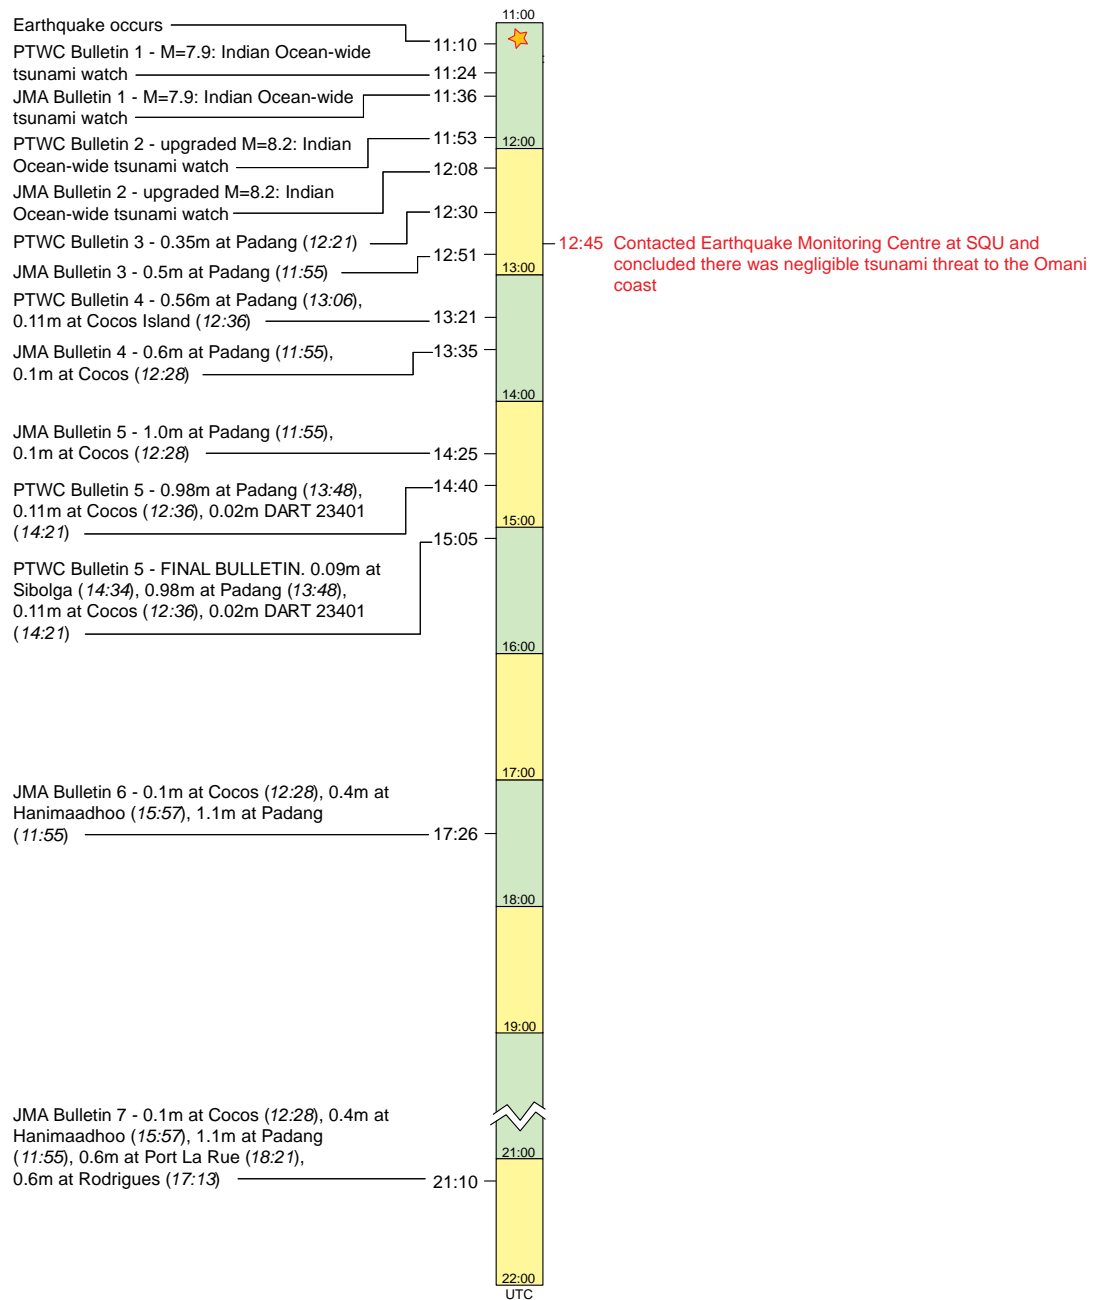 11:00
Earthquake occurs
11:10
PTWC Bulletin 1 - M=7.9: Indian Ocean-wide
tsunami watch
11:24
JMA Bulletin 1 - M=7.9: Indian Ocean-wide
tsunami watch
11:36
PTWC Bulletin 2 - upgraded M=8.2: Indian
Ocean-wide tsunami watch
11:53
12:00
JMA Bulletin 2 - upgraded M=8.2: Indian
Ocean-wide tsunami watch
12:08
PTWC Bulletin 3 - 0.35m at Padang (12:21)
12:30
12:45 Contacted Earthquake Monitoring Centre at SQU and
concluded there was negligible tsunami threat to the Omani
coast
JMA Bulletin 3 - 0.5m at Padang (11:55)
12:51
13:00
PTWC Bulletin 4 - 0.56m at Padang (13:06),
0.11m at Cocos Island (12:36)
13:21
JMA Bulletin 4 - 0.6m at Padang (11:55),
0.1m at Cocos (12:28)
13:35
14:00
JMA Bulletin 5 - 1.0m at Padang (11:55),
0.1m at Cocos (12:28)
14:25
PTWC Bulletin 5 - 0.98m at Padang (13:48),
0.11m at Cocos (12:36), 0.02m DART 23401
(14:21)
14:40
15:00
PTWC Bulletin 5 - FINAL BULLETIN. 0.09m at
Sibolga (14:34), 0.98m at Padang (13:48),
0.11m at Cocos (12:36), 0.02m DART 23401
(14:21)
15:05
16:00
17:00
JMA Bulletin 6 - 0.1m at Cocos (12:28), 0.4m at
Hanimaadhoo (15:57), 1.1m at Padang
(11:55)
17:26
18:00
19:00
JMA Bulletin 7 - 0.1m at Cocos (12:28), 0.4m at
Hanimaadhoo (15:57), 1.1m at Padang
(11:55), 0.6m at Port La Rue (18:21),
0.6m at Rodrigues (17:13)
21:00
21:10
22:00
UTC